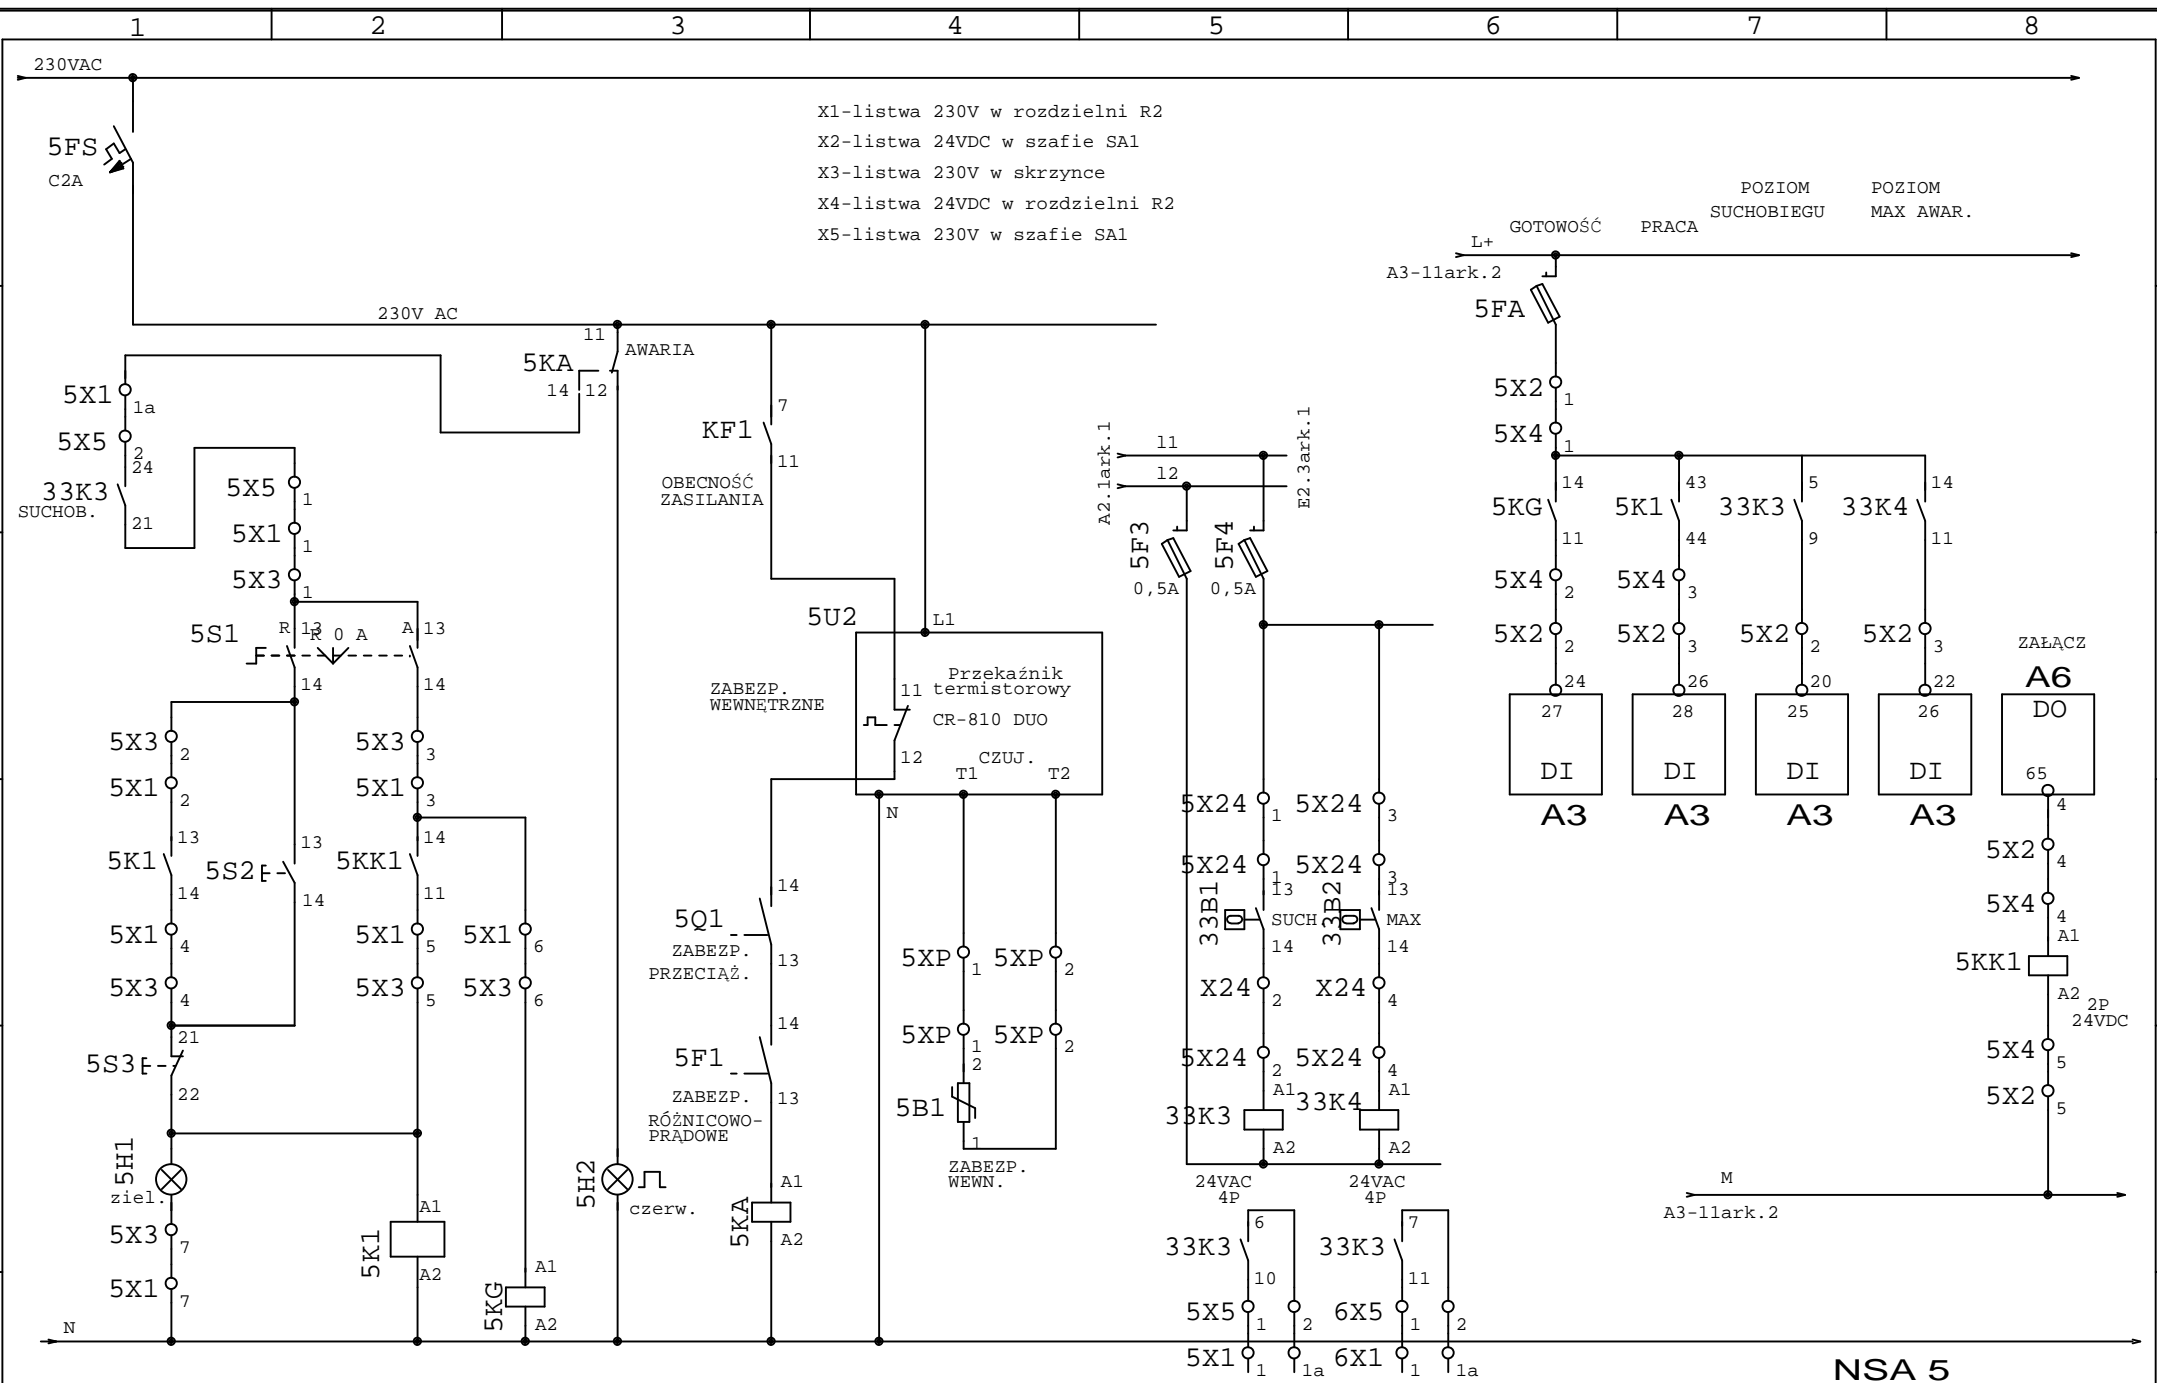 1 2 3 4 5 6 7 8
230VAC
5FS
C2A
X1-listwa 230V w rozdzielni R2
X2-listwa 24VDC w szafie SA1
X3-listwa 230V w skrzynce
X4-listwa 24VDC w rozdzielni R2
X5-listwa 230V w szafie SA1
GOTOWOŚĆ
PRACA
POZIOM
SUCHOBIEGU
POZIOM
MAX AWAR.
L+
A3-11ark.2
5FA
230V AC
11
AWARIA
5KA
14 12
5X1
1a
5X5
2
24
33K3
SUCHOB.
21
5X5
1
5X1
1
5X3
1
5S1
R 13
R 0 A
A 13
14
14
5X3
2
5X1
2
13
5K1
14
5X1
4
5X3
4
13
5S2
14
5X3
3
5X1
3
14
5KK1
11
5X1
5
5X3
5
5X1
6
5X3
6
21
5S3
22
5H1
ziel.
5X3
7
5X1
7
A1
5K1
A2
A1
5KG
A2
N
5H2
czerw.
7
KF1
11
OBECNOŚĆ
ZASILANIA
5U2
L1
ZABEZP.
WEWNĘTRZNE
11
Przekaźnik
termistorowy
CR-810 DUO
12
CZUJ.
T1
T2
N
14
5Q1
ZABEZP.
PRZECIĄŻ.
13
14
5F1
ZABEZP.
RÓŻNICOWO-
PRĄDOWE
13
A1
5KA
A2
5XP
1
5XP
2
5XP
1
5XP
2
2
5B1
1
ZABEZP.
WEWN.
A2.1ark.1
l1
l2
E2.3ark.1
5F3
0,5A
5F4
0,5A
5X24
1
5X24
3
5X24
1
5X24
3
33B1
13
SUCH
14
33B2
13
MAX
14
X24
2
X24
4
5X24
2
5X24
4
33K3
A1
A2
33K4
A1
A2
24VAC
4P
24VAC
4P
6
33K3
10
5X5
1
2
5X1
1
1a
7
33K3
11
6X5
1
2
6X1
1
1a
5X2
1
5X4
1
14
5KG
11
43
5K1
44
5
33K3
9
14
33K4
11
5X4
2
5X4
3
5X2
2
5X2
3
5X2
2
5X2
3
24
26
20
22
27
28
25
26
DI
DI
DI
DI
A3
A3
A3
A3
ZAŁĄCZ
A6
DO
65
4
5X2
4
5X4
4
A1
5KK1
A2
2P
24VDC
5X4
5
5X2
5
M
A3-11ark.2
NSA 5